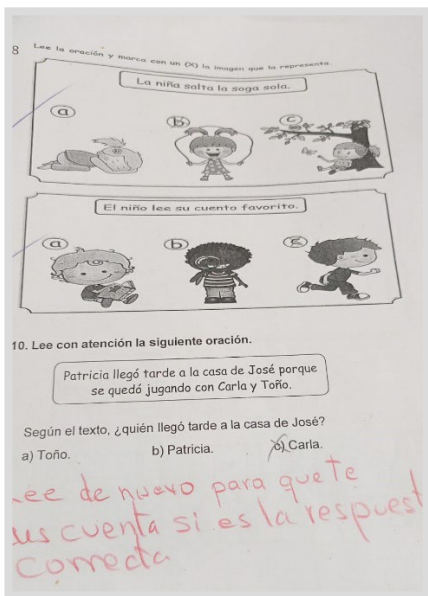 8 Lee la oración y marca con un (X) la imagen que la representa.
La niña salta la soga sola.
a b c
El niño lee su cuento favorito.
a b c
10. Lee con atención la siguiente oración.
Patricia llegó tarde a la casa de José porque
se quedó jugando con Carla y Toño.
Según el texto, ¿quién llegó tarde a la casa de José?
a) Toño. b) Patricia. c) Carla.
Lee de nuevo para que te
des cuenta si es la respuest
correcta